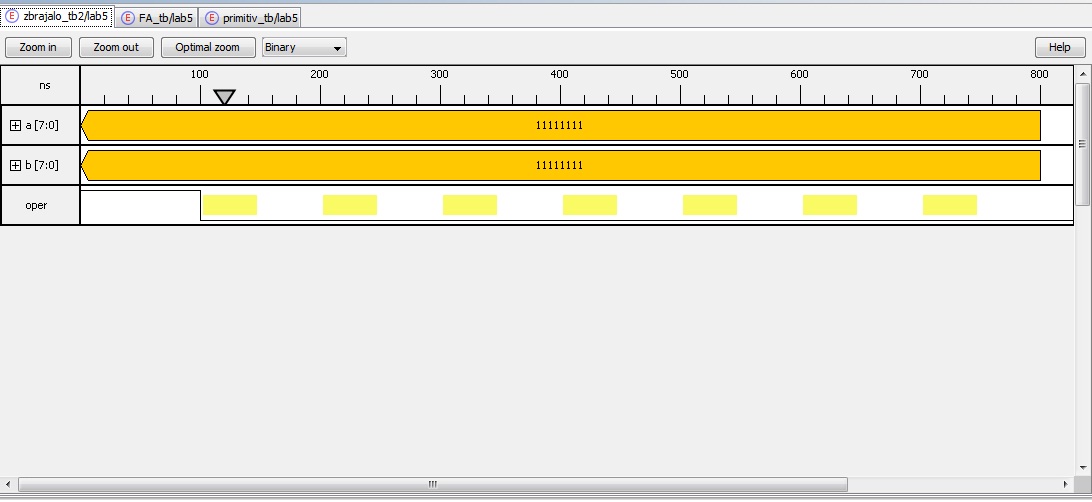 zbrajalo_tb2/lab5 FA_tb/lab5 primitiv_tb/lab5
Zoom in Zoom out Optimal zoom Binary Help
ns 100 200 300 400 500 600 700 800
a [7:0] 11111111
b [7:0] 11111111
oper